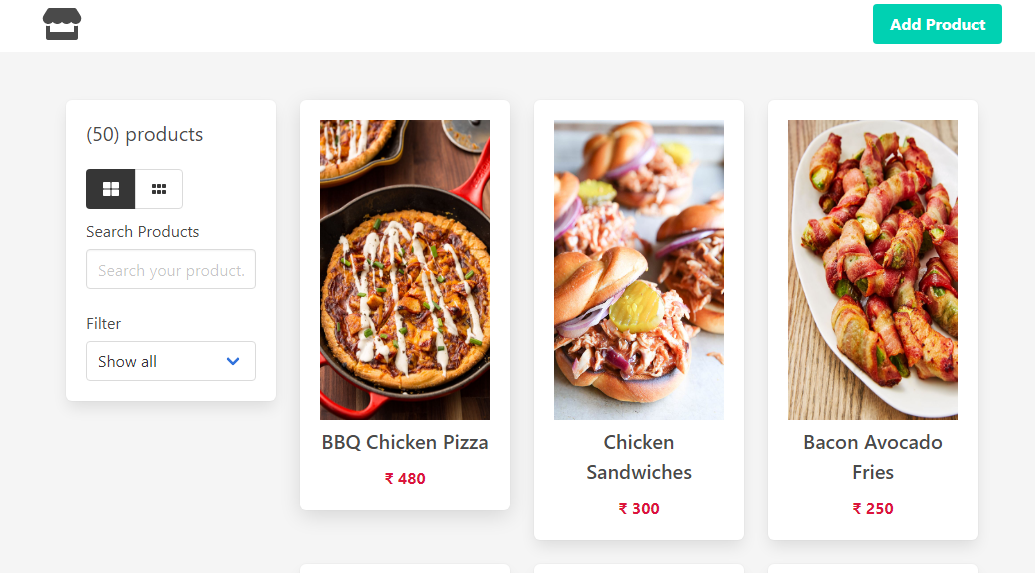 Add Product
(50) products
Search Products
Search your product.
Filter
Show all
BBQ Chicken Pizza
₹ 480
Chicken
Sandwiches
₹ 300
Bacon Avocado
Fries
₹ 250